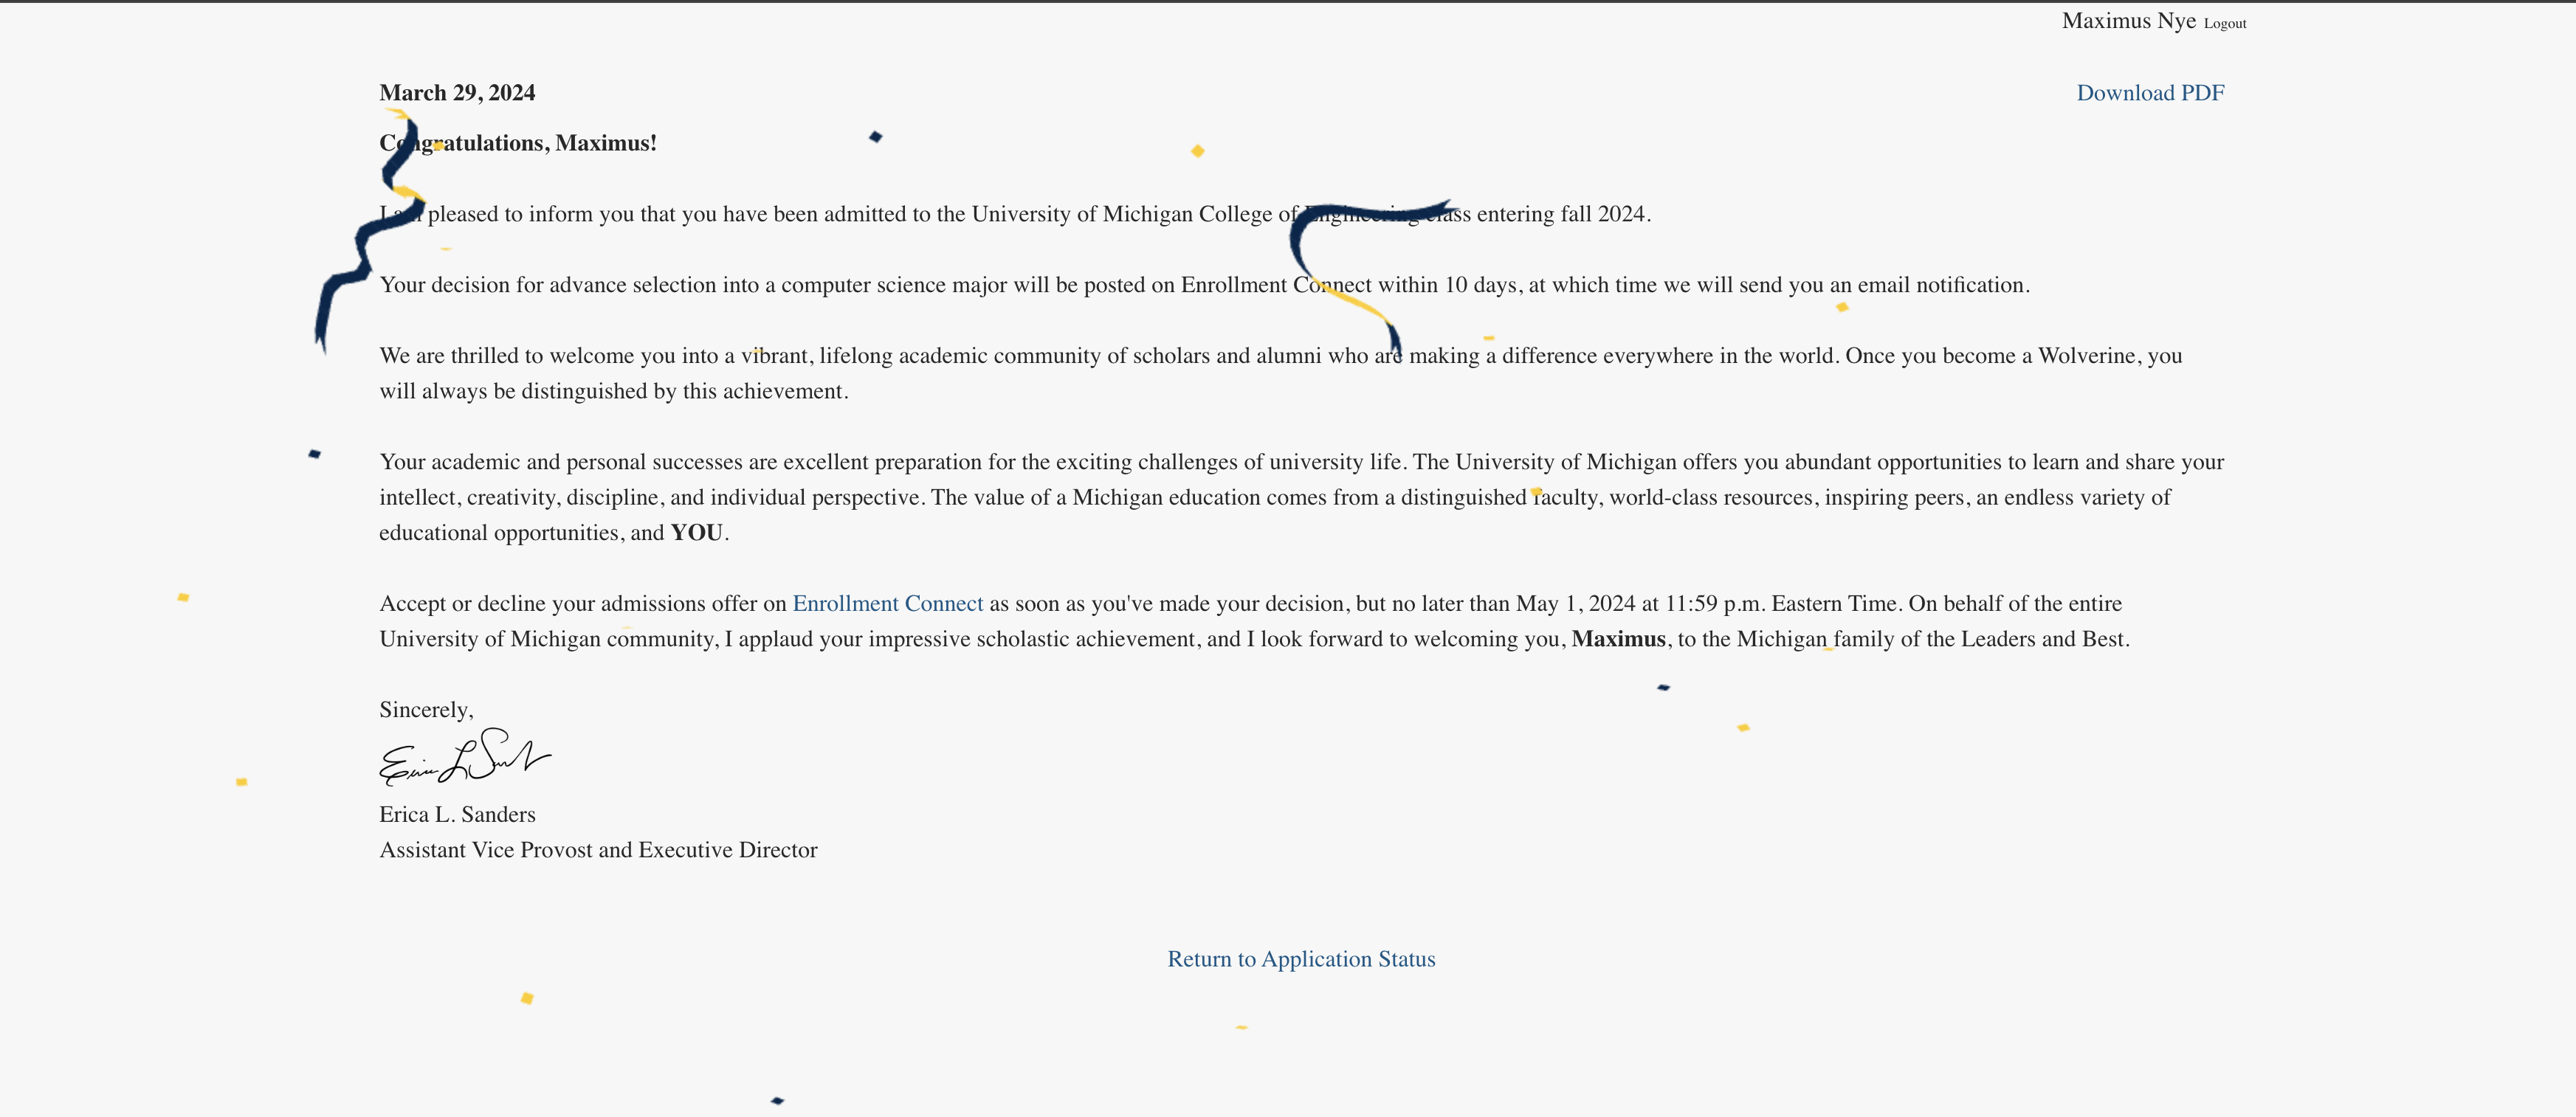 Maximus Nye Logout
March 29, 2024
Download PDF
Congratulations, Maximus!
I am pleased to inform you that you have been admitted to the University of Michigan College of Engineering class entering fall 2024.
Your decision for advance selection into a computer science major will be posted on Enrollment Connect within 10 days, at which time we will send you an email notification.
We are thrilled to welcome you into a vibrant, lifelong academic community of scholars and alumni who are making a difference everywhere in the world. Once you become a Wolverine, you
will always be distinguished by this achievement.
Your academic and personal successes are excellent preparation for the exciting challenges of university life. The University of Michigan offers you abundant opportunities to learn and share your
intellect, creativity, discipline, and individual perspective. The value of a Michigan education comes from a distinguished faculty, world-class resources, inspiring peers, an endless variety of
educational opportunities, and YOU.
Accept or decline your admissions offer on Enrollment Connect as soon as you've made your decision, but no later than May 1, 2024 at 11:59 p.m. Eastern Time. On behalf of the entire
University of Michigan community, I applaud your impressive scholastic achievement, and I look forward to welcoming you, Maximus, to the Michigan family of the Leaders and Best.
Sincerely,
Erica L. Sanders
Assistant Vice Provost and Executive Director
Return to Application Status